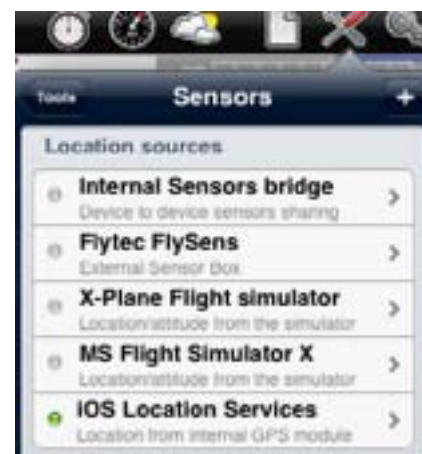 Tools
Sensors
+
Location sources
Internal Sensors bridge
Device to device sensors sharing
Flytec FlySens
External Sensor Box
X-Plane Flight simulator
Location/attitude from the simulator
MS Flight Simulator X
Location/attitude from the simulator
iOS Location Services
Location from internal GPS module